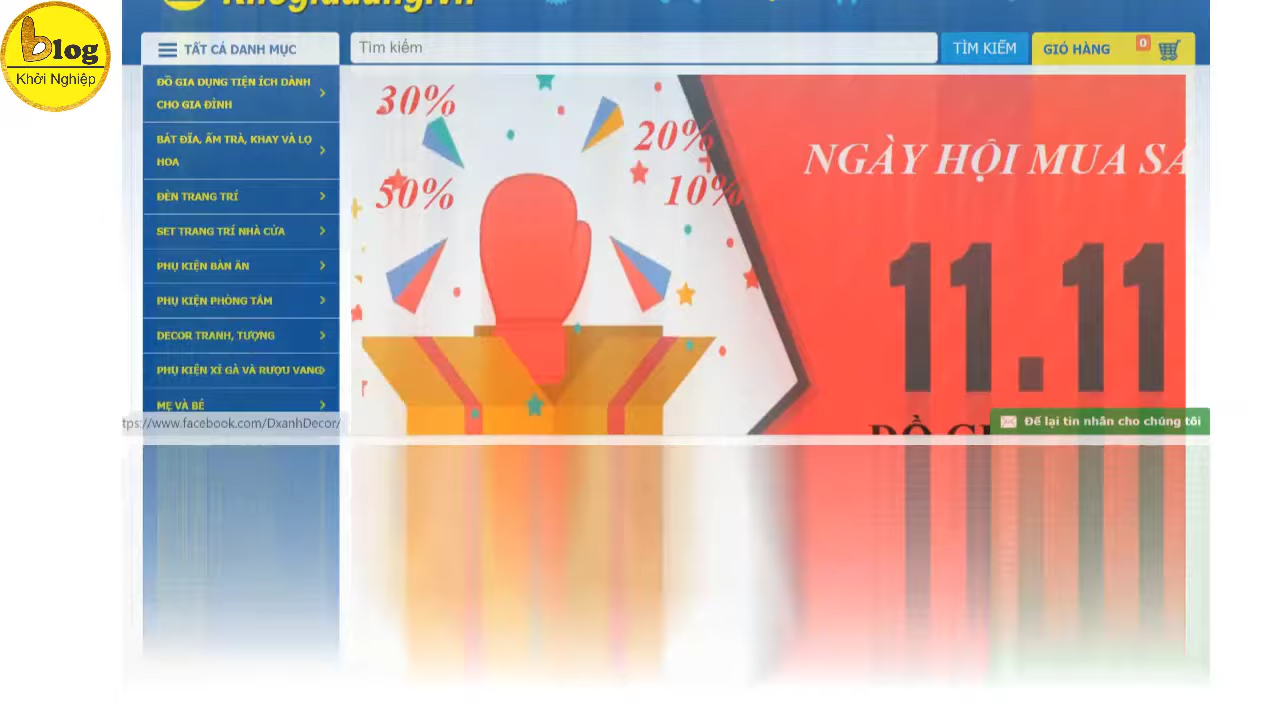 blog
Khởi Nghiệp
TẤT CẢ DANH MỤC
Tìm kiếm
TÌM KIẾM
GIỎ HÀNG
0
ĐỒ GIA DỤNG TIỆN ÍCH DÀNH
CHO GIA ĐÌNH
BÁT ĐĨA, ẤM TRÀ, KHAY VÀ LỌ
HOA
ĐÈN TRANG TRÍ
SET TRANG TRÍ NHÀ CỬA
PHỤ KIỆN BÀN ĂN
PHỤ KIỆN PHÒNG TẮM
DECOR TRANH, TƯỢNG
PHỤ KIỆN XÌ GÀ VÀ RƯỢU VANG
MẸ VÀ BÉ
tps://www.facebook.com/DxanhDecor/
30%
20%
50%
10%
NGÀY HỘI MUA SẮ
11.11
Để lại tin nhắn cho chúng tôi